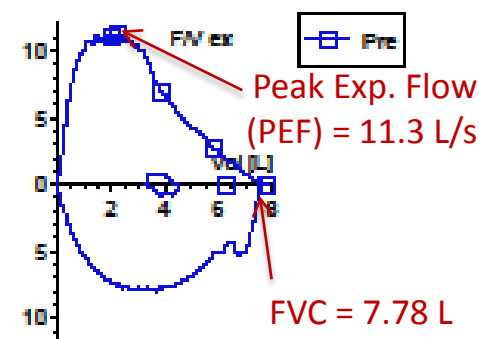 10
F/V ex
Pre
Peak Exp. Flow
(PEF) = 11.3 L/s
5
Vol [L]
0
2 4 6 8
5
FVC = 7.78 L
10